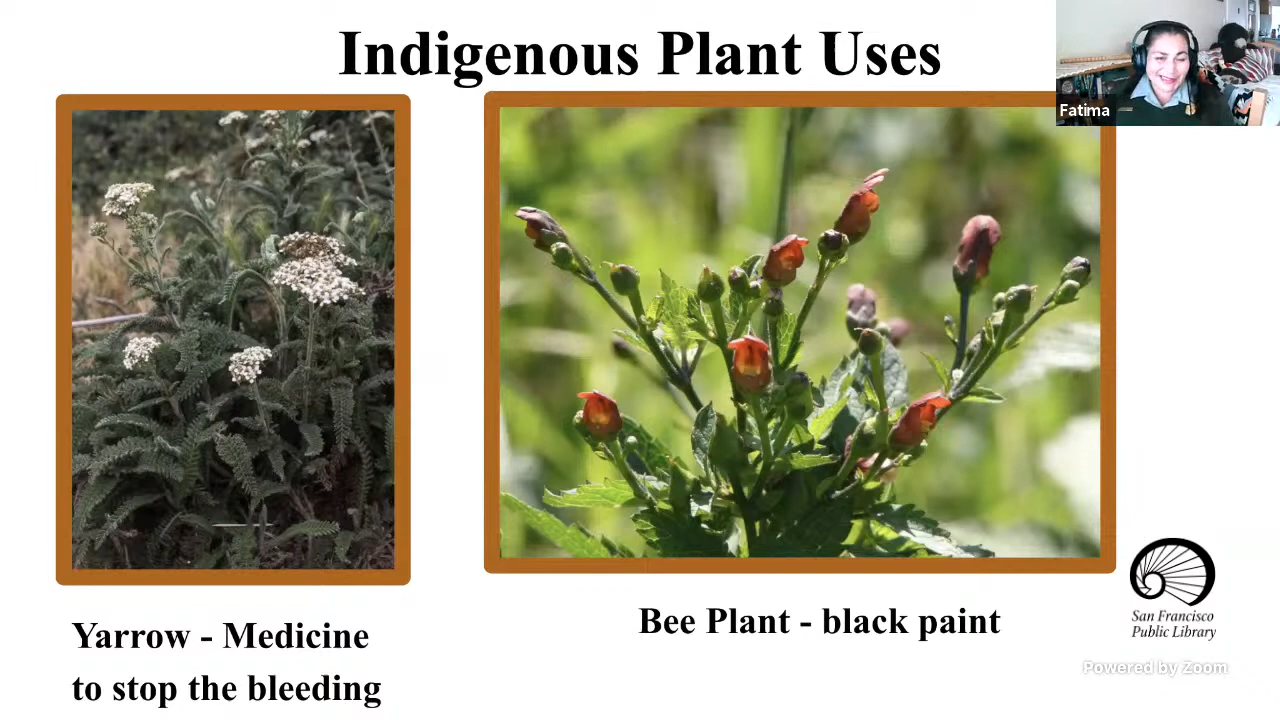 Indigenous Plant Uses
Fatima
Yarrow - Medicine
to stop the bleeding
Bee Plant - black paint
San Francisco
Public Library
Powered by Zoom